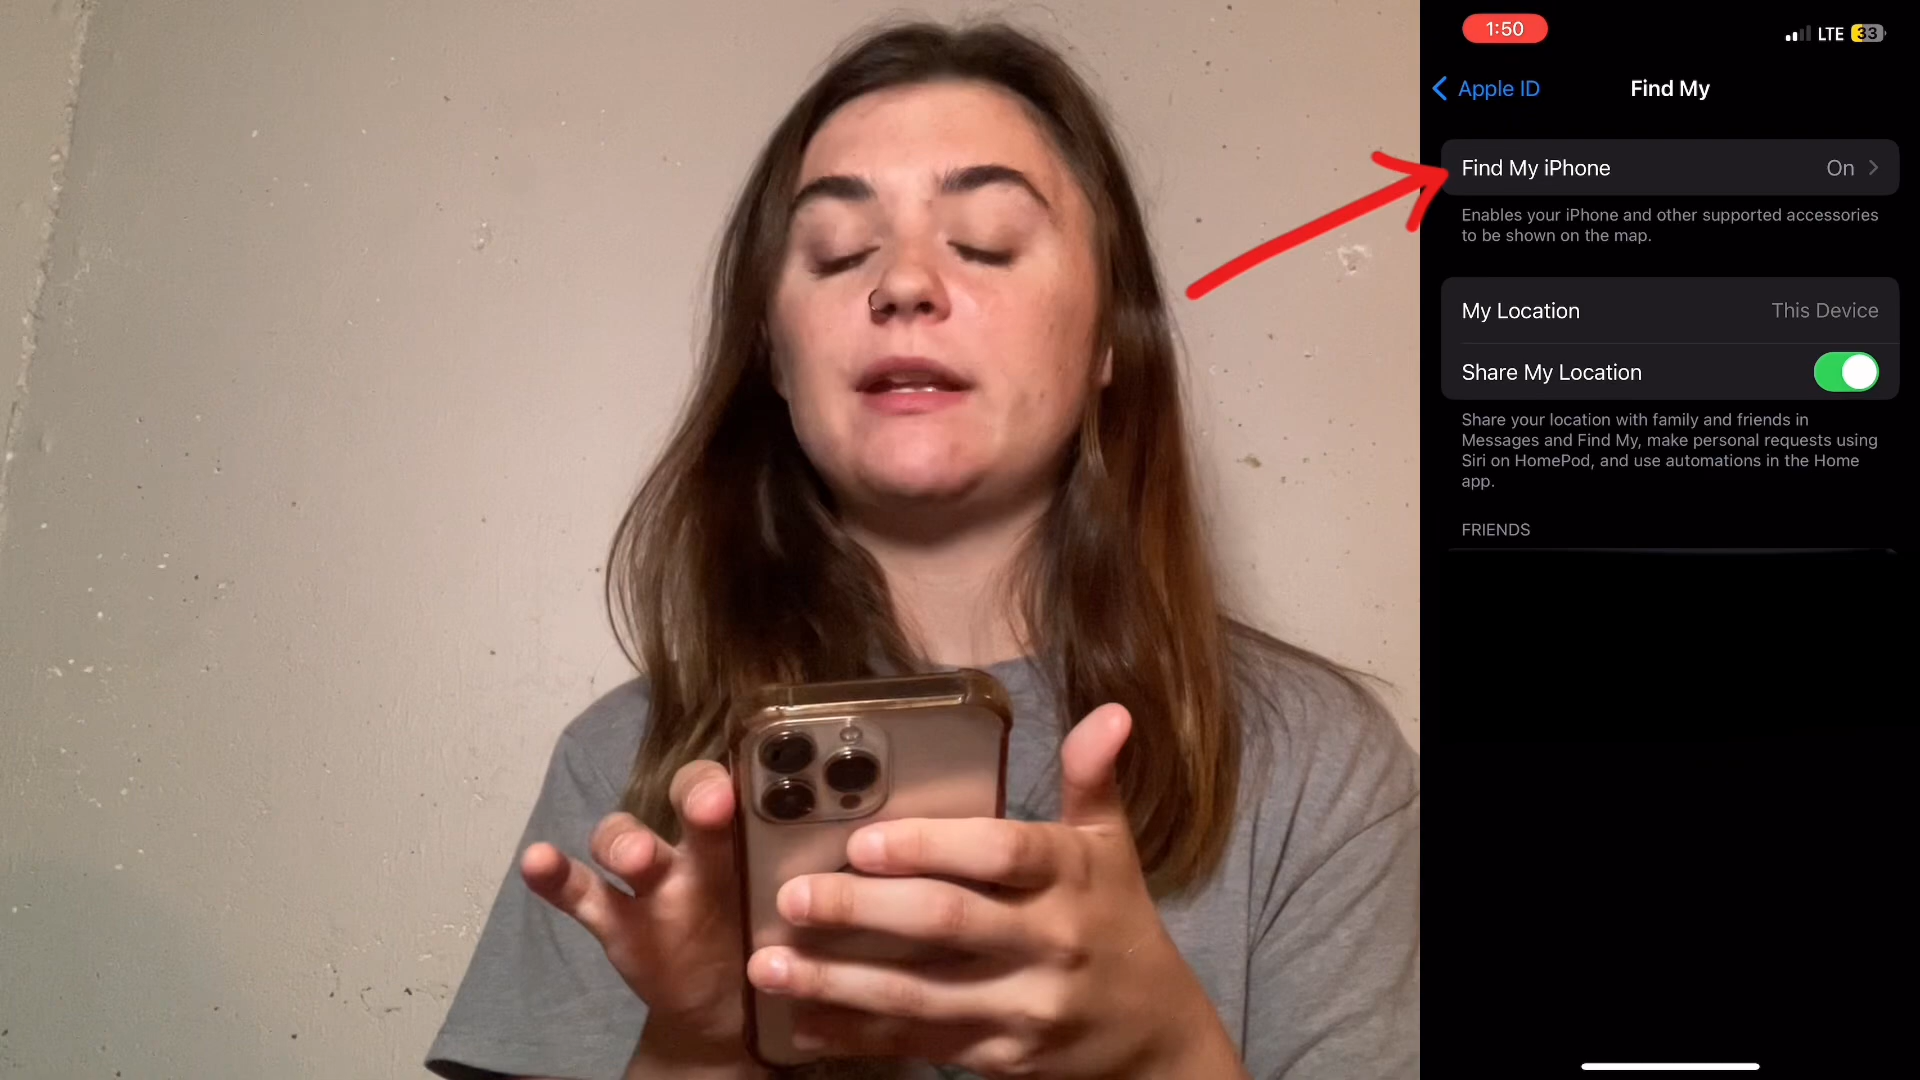 1:50
LTE 33
Apple ID
Find My
Find My iPhone On
Enables your iPhone and other supported accessories
to be shown on the map.
My Location This Device
Share My Location
Share your location with family and friends in
Messages and Find My, make personal requests using
Siri on HomePod, and use automations in the Home
app.
FRIENDS